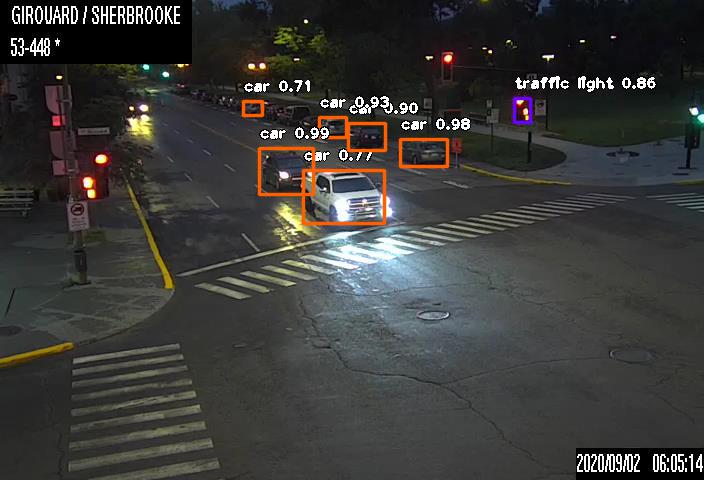 GIROUARD / SHERBROOKE
53-448 *
traffic light 0.86
car 0.71
car 0.93
car 0.90
car 0.98
car 0.99
car 0.77
2020/09/02 06:05:14